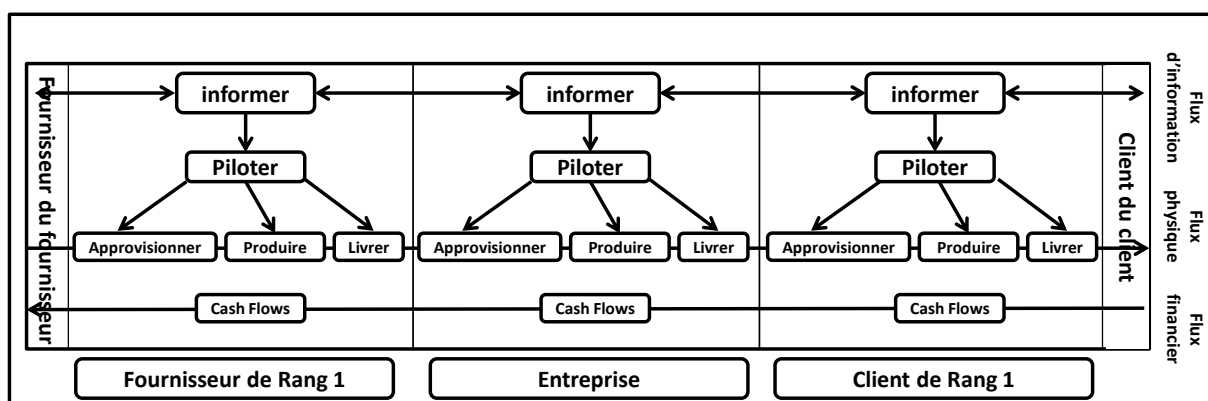 informer
informer
informer
Piloter
Piloter
Piloter
Approvisionner
Produire
Livrer
Approvisionner
Produire
Livrer
Approvisionner
Produire
Livrer
Cash Flows
Cash Flows
Cash Flows
Fournisseur du fournisseur
Client du client
Flux
d'information
Flux
physique
Flux
financier
Fournisseur de Rang 1
Entreprise
Client de Rang 1